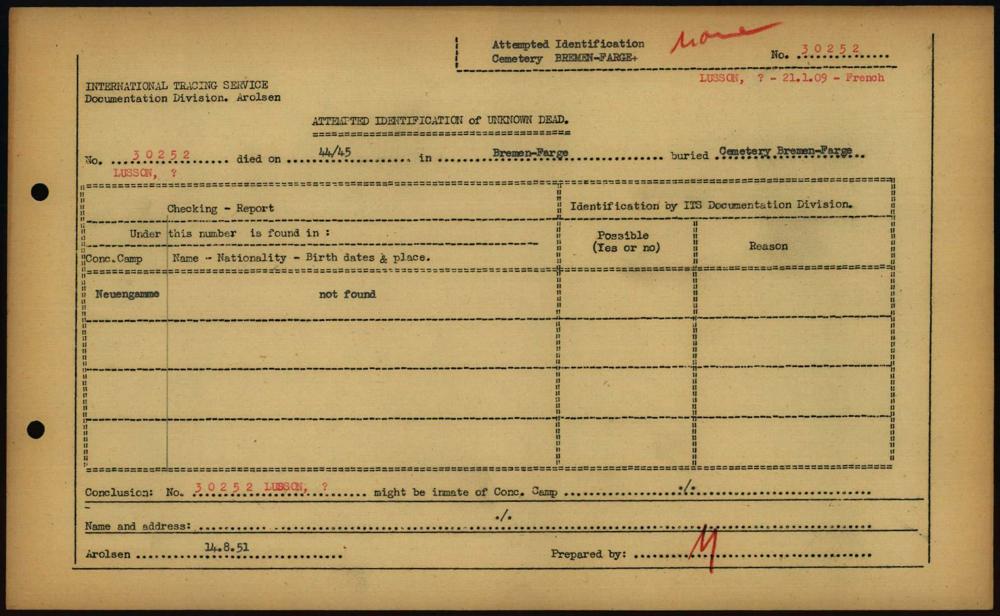 Attempted Identification
Cemetery BREMEN-FARGE+
None
No. 30252
LUSSON, ? - 21.1.09 - French
INTERNATIONAL TRACING SERVICE
Documentation Division. Arolsen
ATTEMPTED IDENTIFICATION of UNKNOWN DEAD.
No. 30252 died on 44/45 in Bremen-Farge buried Cemetery Bremen-Farge
LUSSON, ?
Checking - Report
Identification by ITS Documentation Division.
Under this number is found in :
Possible
(Yes or no)
Reason
Conc.Camp
Name - Nationality - Birth dates & place.
Neuengamme
not found
Conclusion: No. 30252 LUSSON, ? might be inmate of Conc. Camp ./.
Name and address: ./.
Arolsen 14.8.51
Prepared by: